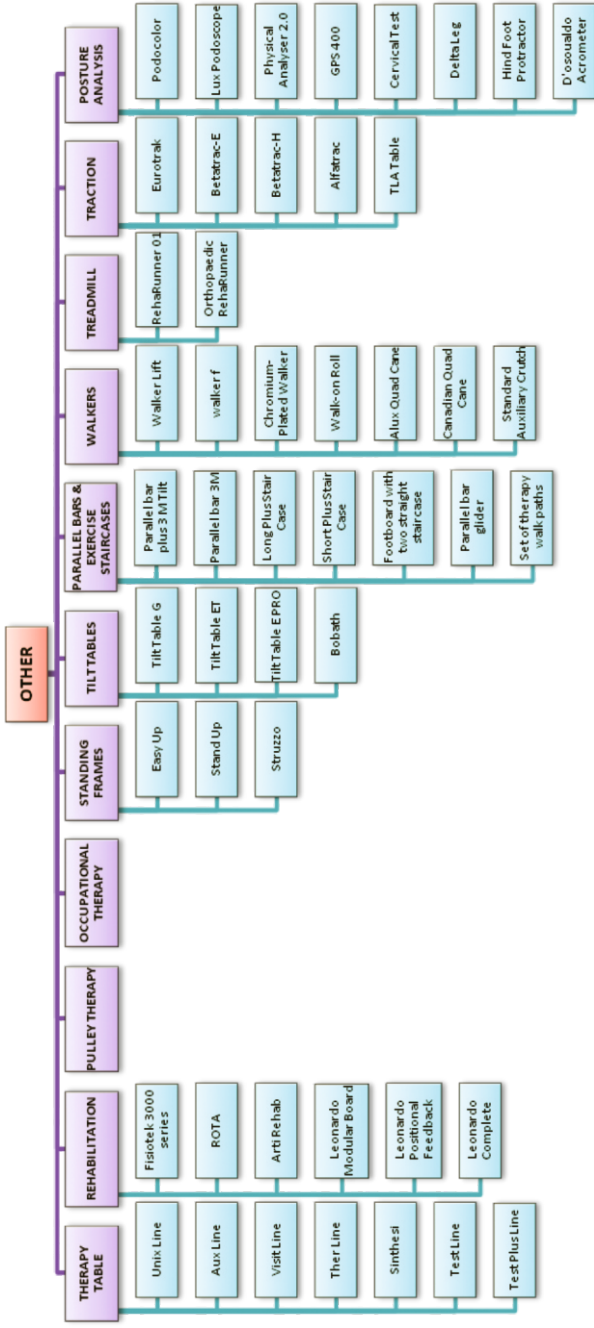 OTHER
THERAPY
TABLE
Unix Line
Aux Line
Visit Line
Ther Line
Sinthesi
Test Line
Test Plus Line
REHABILITATION
Fisiotek 3000
series
ROTA
Arti Rehab
Leonardo
Modular Board
Leonardo
Positional
Feedback
Leonardo
Complete
PULLEY THERAPY
OCCUPATIONAL
THERAPY
STANDING
FRAMES
Easy Up
Stand Up
Struzzo
TILT TABLES
Tilt Table G
Tilt Table ET
Tilt Table E PRO
Bobath
PARALLEL BARS &
EXERCISE
STAIRCASES
Parallel bar
plus 3 M Tilt
Parallel bar 3M
Long Plus Stair
Case
Short Plus Stair
Case
Footboard with
two straight
staircase
Parallel bar
glider
Set of therapy
walk paths
WALKERS
Walker Lift
walker f
Chromium-
Plated Walker
Walk-on Roll
Alux Quad Cane
Canadian Quad
Cane
Standard
Auxiliary Crutch
TREADMILL
RehaRunner 01
Orthopaedic
RehaRunner
TRACTION
Eurotrak
Betatrac-E
Betatrac-H
Alfatrac
TLA Table
POSTURE
ANALYSIS
Podocolor
Lux Podoscope
Physical
Analyser 2.0
GPS 400
Cervical Test
Delta Leg
Hind Foot
Protractor
D'osoualdo
Acrometer